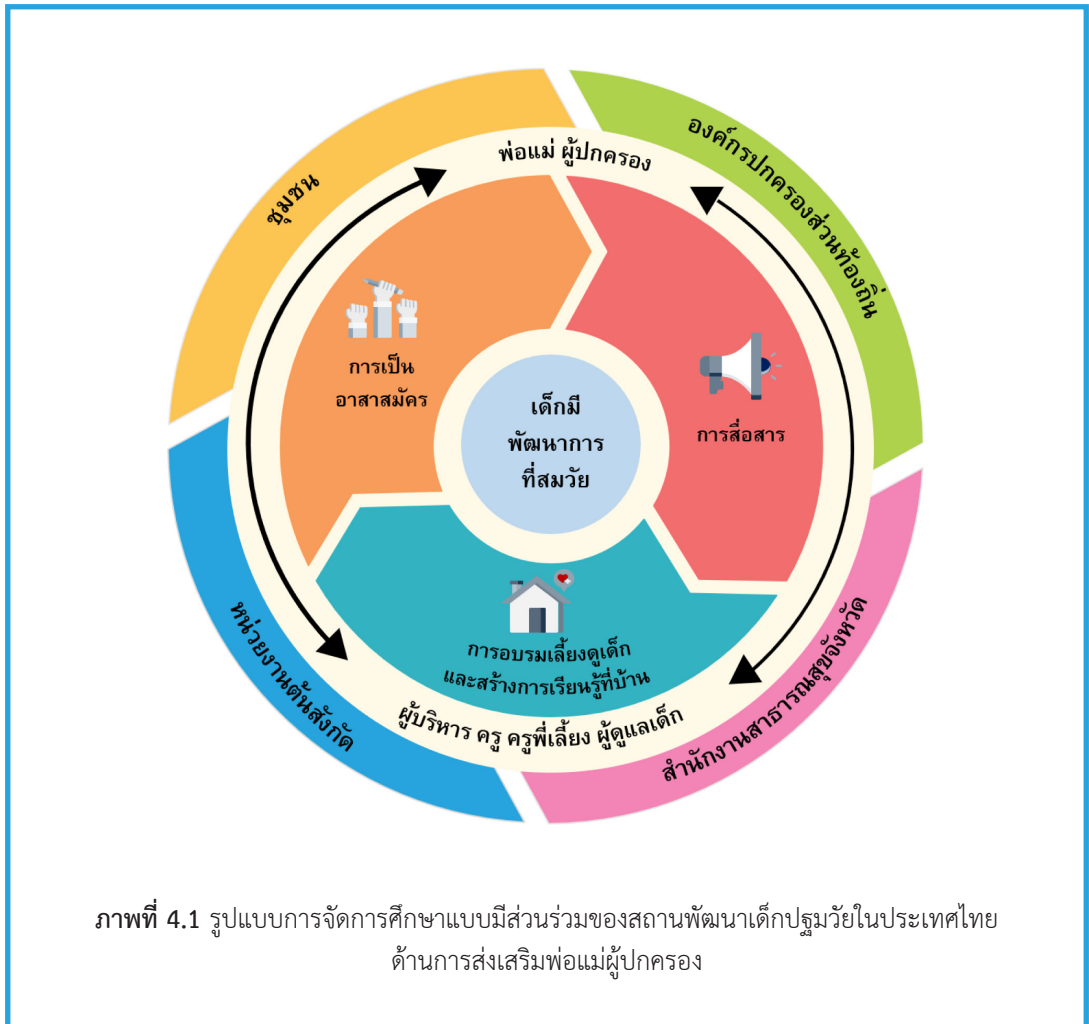 พ่อแม่ ผู้ปกครอง
องค์กรปกครองส่วนท้องถิ่น
ชุมชน
การเป็น
อาสาสมัคร
การสื่อสาร
เด็กมี
พัฒนาการ
ที่สมวัย
การอบรมเลี้ยงดูเด็ก
และสร้างการเรียนรู้ที่บ้าน
ผู้บริหาร ครู ครูพี่เลี้ยง ผู้ดูแลเด็ก
หน่วยงานต้นสังกัด
สำนักงานสาธารณสุขจังหวัด
ภาพที่ 4.1 รูปแบบการจัดการศึกษาแบบมีส่วนร่วมของสถานพัฒนาเด็กปฐมวัยในประเทศไทย
ด้านการส่งเสริมพ่อแม่ผู้ปกครอง